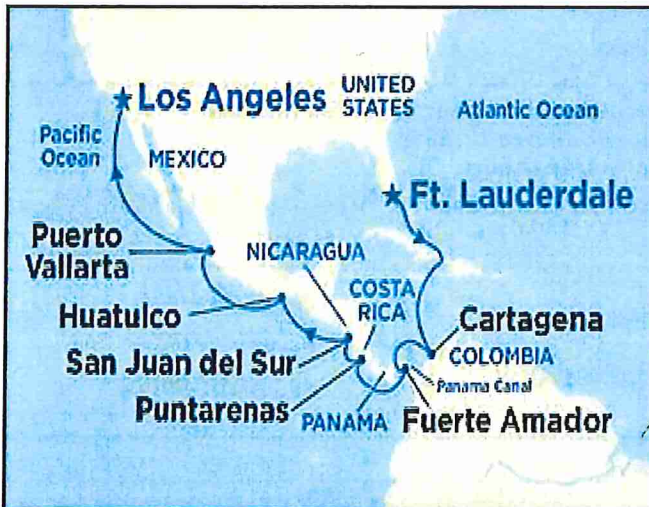 Los Angeles
UNITED
STATES
Atlantic Ocean
Pacific
Ocean
MEXICO
Ft. Lauderdale
Puerto
Vallarta
NICARAGUA
COSTA
RICA
Huatulco
Cartagena
San Juan del Sur
COLOMBIA
Puntarenas
Panama Canal
PANAMA
Fuerte Amador